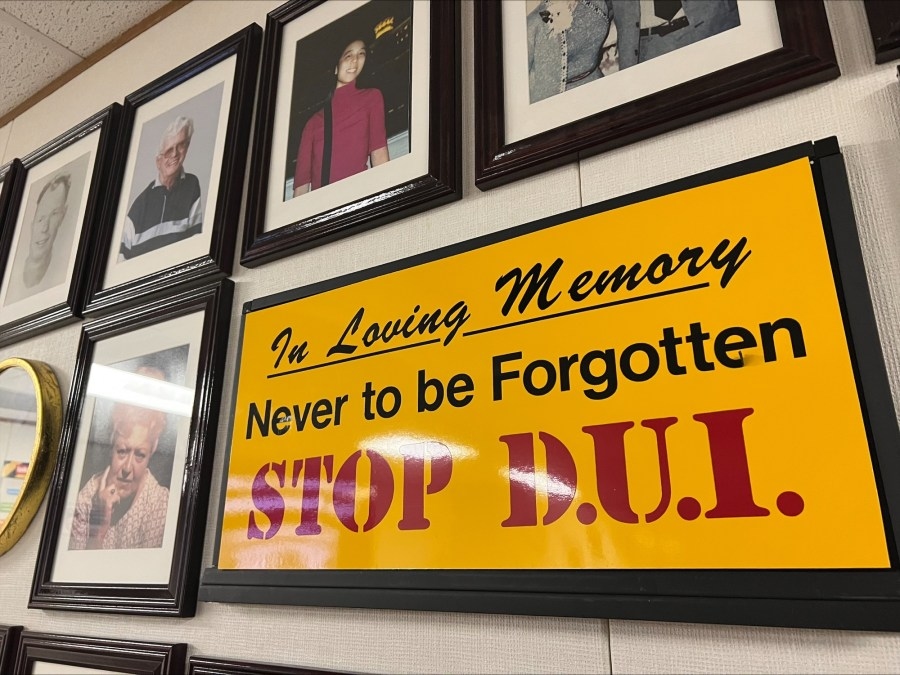 In Loving Memory
Never to be Forgotten
STOP D.U.I.